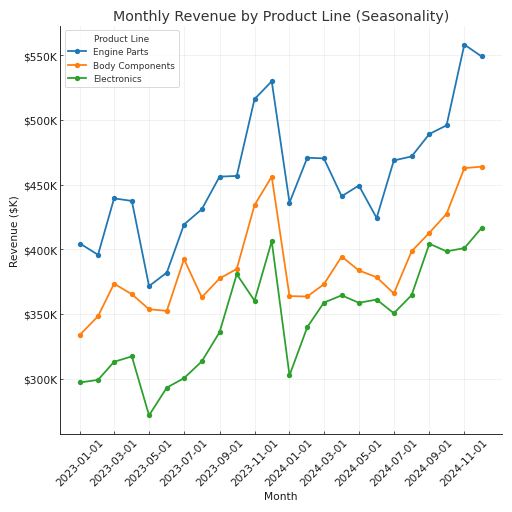 Monthly Revenue by Product Line (Seasonality)
Product Line
Engine Parts
Body Components
Electronics
Revenue ($K)
$550K
$500K
$450K
$400K
$350K
$300K
2023-01-01
2023-03-01
2023-05-01
2023-07-01
2023-09-01
2023-11-01
2024-01-01
2024-03-01
2024-05-01
2024-07-01
2024-09-01
2024-11-01
Month